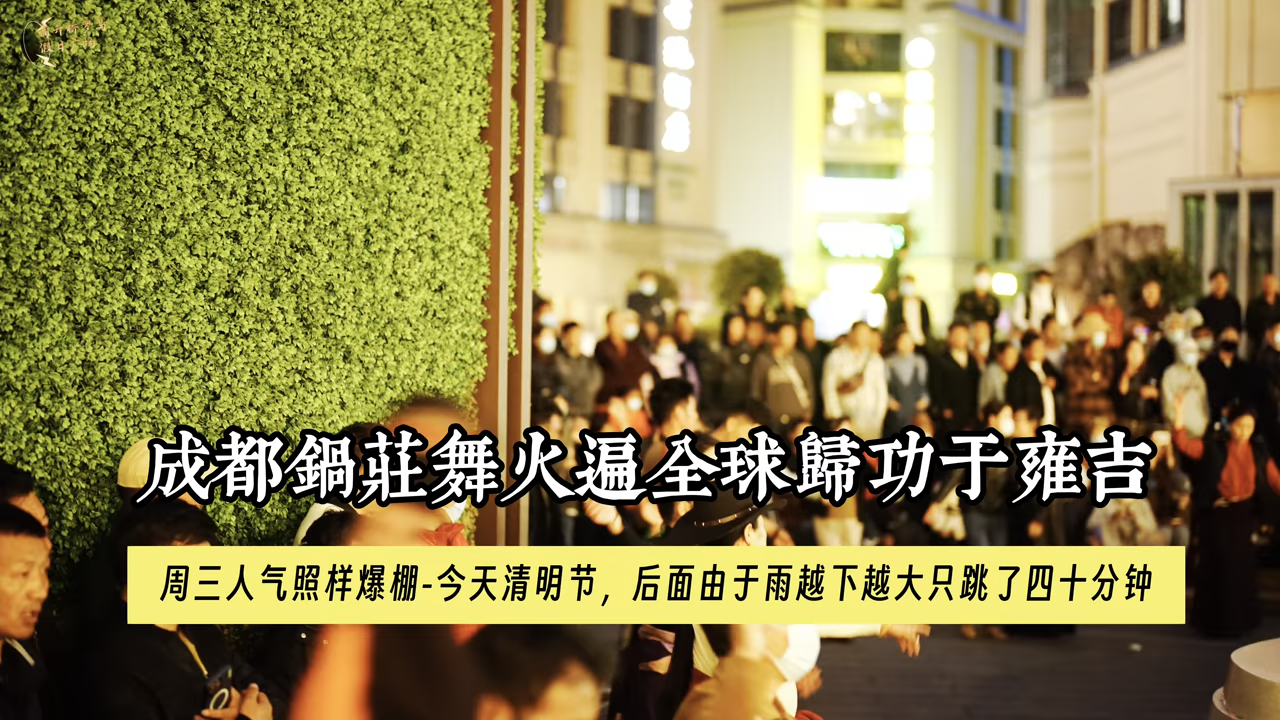 成都鍋莊舞火遍全球歸功于雍吉
周三人气照样爆棚-今天清明节，后面由于雨越下越大只跳了四十分钟